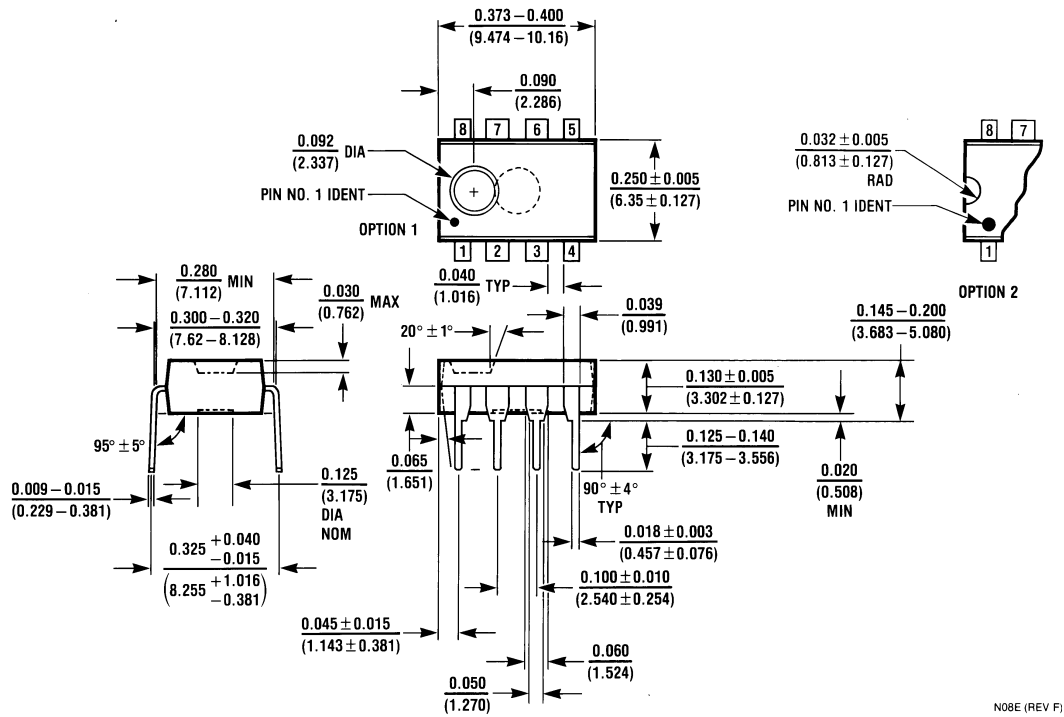 0.373 – 0.400
(9.474 – 10.16)
0.090
(2.286)
8 7 6 5
0.092 DIA
(2.337)
PIN NO. 1 IDENT
OPTION 1
1 2 3 4
0.250 ± 0.005
(6.35 ± 0.127)
8 7
0.032 ± 0.005
(0.813 ± 0.127)
RAD
PIN NO. 1 IDENT
1
OPTION 2
0.280 MIN
(7.112)
0.300 – 0.320
(7.62 – 8.128)
0.030 MAX
(0.762)
0.040 TYP
(1.016)
0.039
(0.991)
20° ± 1°
0.145 – 0.200
(3.683 – 5.080)
0.130 ± 0.005
(3.302 ± 0.127)
0.125 – 0.140
(3.175 – 3.556)
0.020
(0.508)
MIN
95° ± 5°
0.065
(1.651)
90° ± 4°
TYP
0.009 – 0.015
(0.229 – 0.381)
0.125
(3.175)
DIA
NOM
0.018 ± 0.003
(0.457 ± 0.076)
0.325 +0.040
-0.015
(8.255 +1.016
-0.381)
0.100 ± 0.010
(2.540 ± 0.254)
0.045 ± 0.015
(1.143 ± 0.381)
0.060
(1.524)
0.050
(1.270)
N08E (REV F)